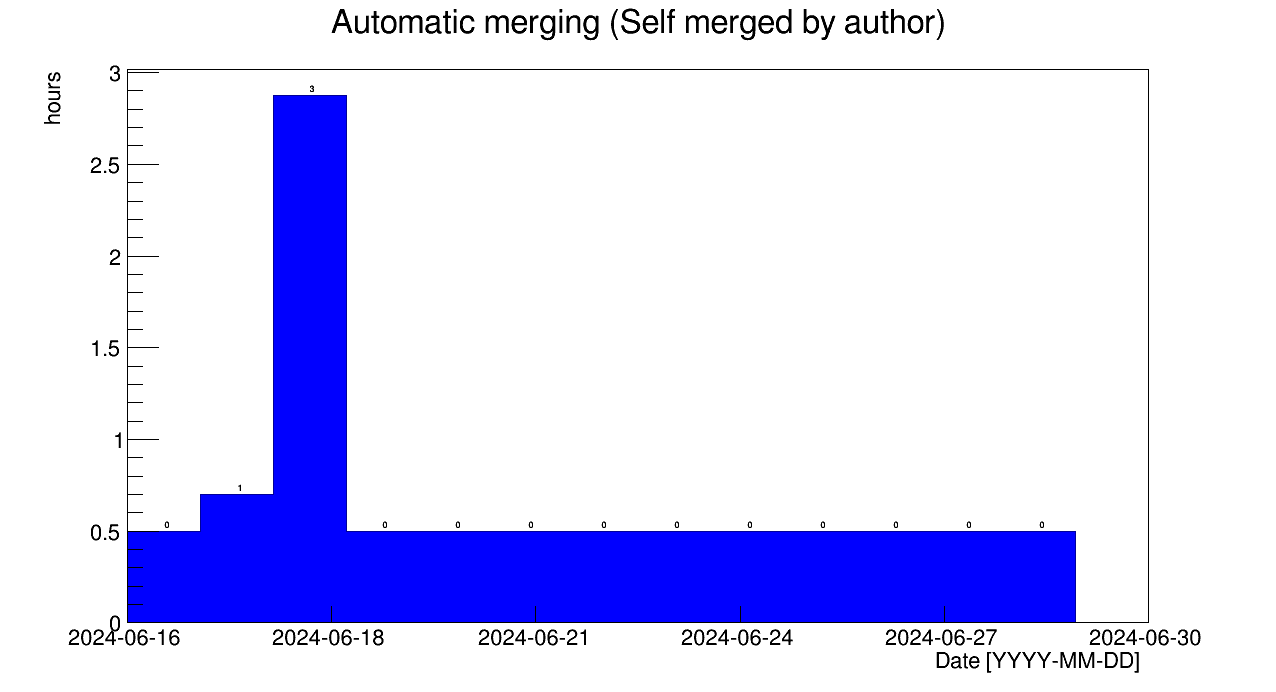 Automatic merging (Self merged by author)
hours
3
2.5
2
1.5
1
0.5
0
3
1
0 0 0 0 0 0 0 0 0 0 0
2024-06-16 2024-06-18 2024-06-21 2024-06-24 2024-06-27 2024-06-30
Date [YYYY-MM-DD]